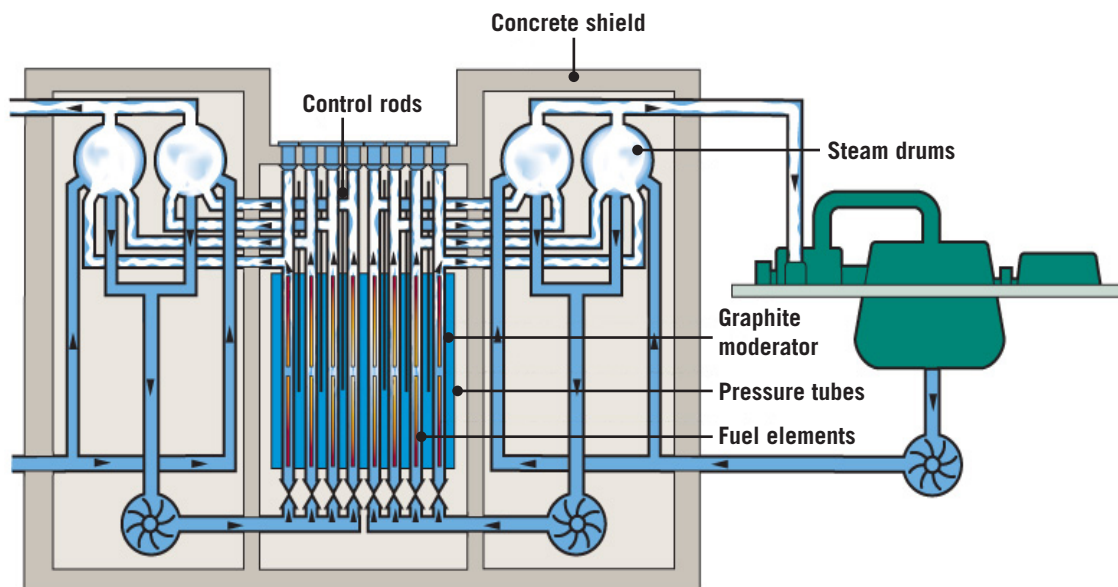 Concrete shield
Control rods
Steam drums
Graphite
moderator
Pressure tubes
Fuel elements